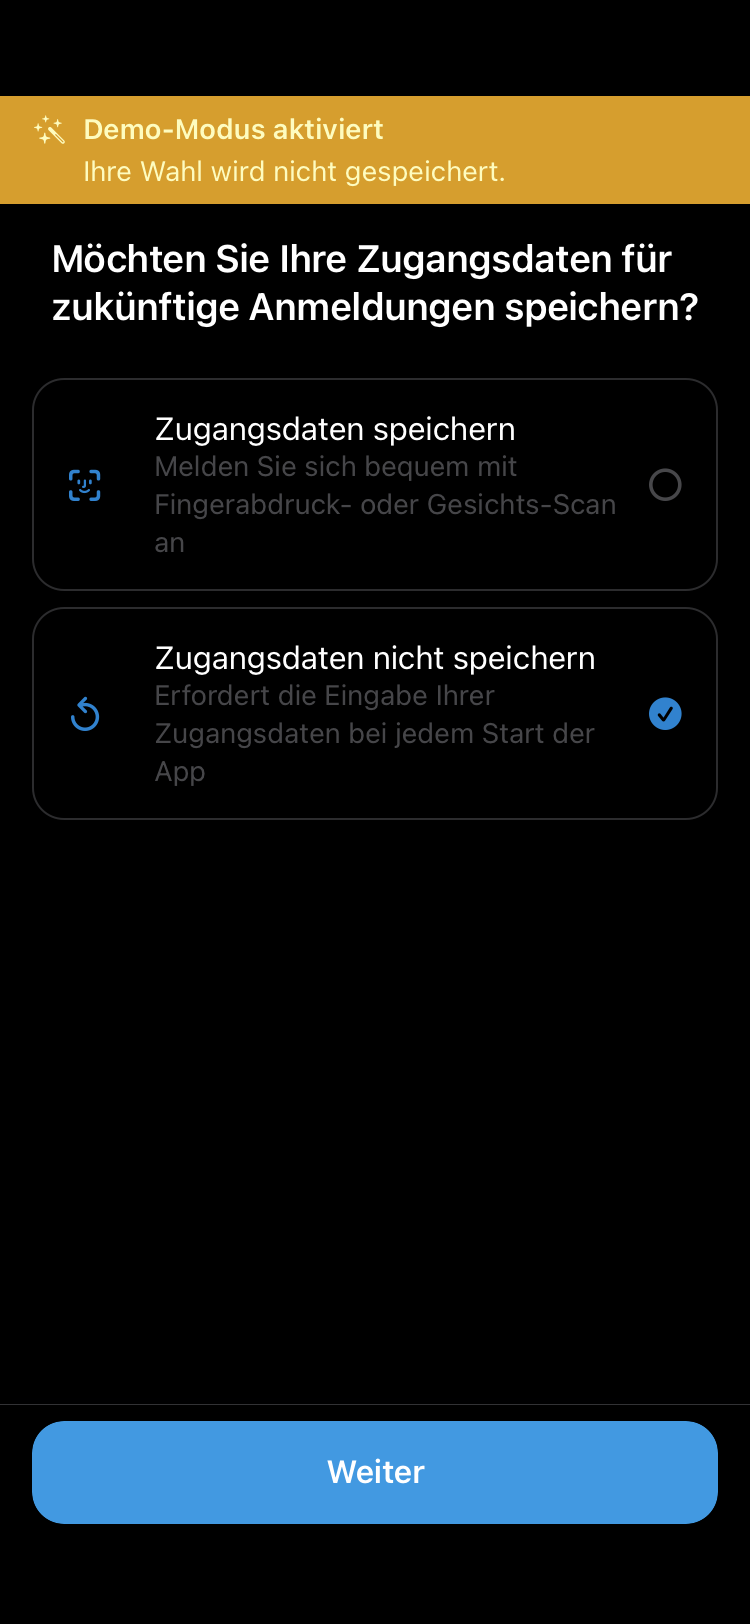 Demo-Modus aktiviert
Ihre Wahl wird nicht gespeichert.
Möchten Sie Ihre Zugangsdaten für
zukünftige Anmeldungen speichern?
Zugangsdaten speichern
Melden Sie sich bequem mit
Fingerabdruck- oder Gesichts-Scan
an
Zugangsdaten nicht speichern
Erfordert die Eingabe Ihrer
Zugangsdaten bei jedem Start der
App
Weiter